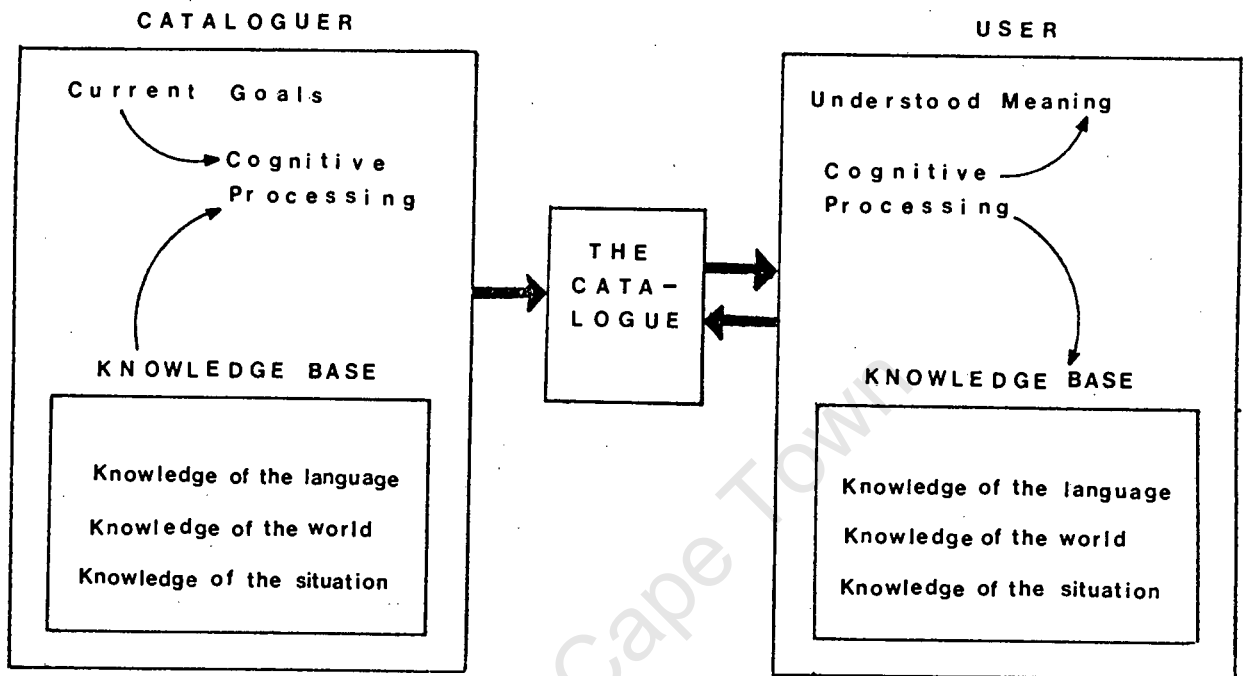 CATALOGUER
Current Goals
Cognitive
Processing
KNOWLEDGE BASE
Knowledge of the language
Knowledge of the world
Knowledge of the situation
THE
CATA-
LOGUE
USER
Understood Meaning
Cognitive
Processing
KNOWLEDGE BASE
Knowledge of the language
Knowledge of the world
Knowledge of the situation
Cape Town